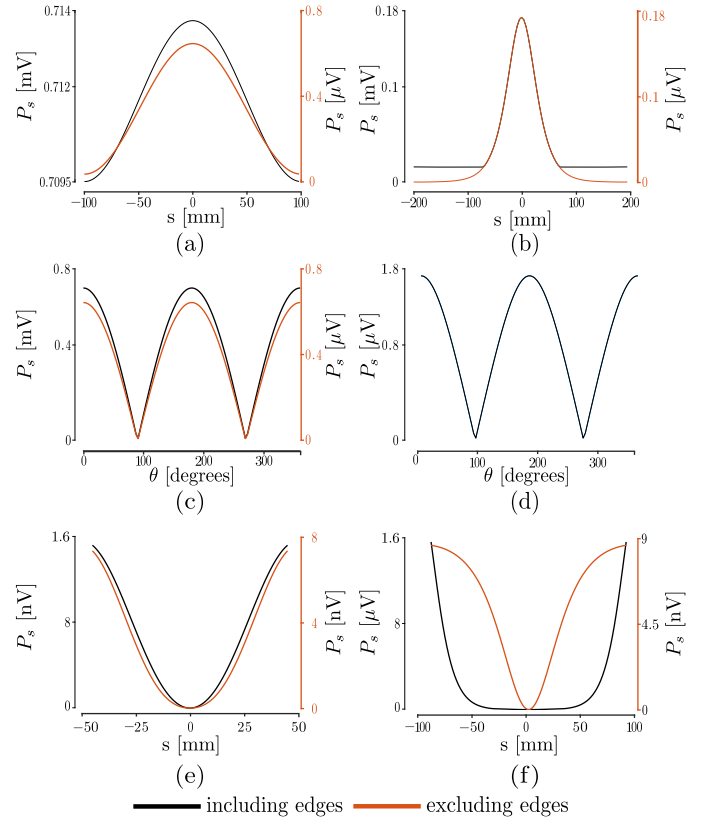 0.714 0.8 0.18 0.18
P_s [mV] 0.712 0.4 P_s [μV] P_s [mV] 0.1 0.1 P_s [μV]
0.7095 0 0 0
−100 −50 0 50 100 −200 −100 0 100 200
s [mm] s [mm]
(a) (b)
0.8 0.8 1.8
P_s [mV] 0.4 0.4 P_s [μV] P_s [μV] 0.8
0 0 0
0 100 200 300 0 100 200 300
θ [degrees] θ [degrees]
(c) (d)
1.6 8 1.6 9
P_s [nV] 8 4 P_s [nV] P_s [μV] 8 4.5 P_s [nV]
0 0 0 0
−50 −25 0 25 50 −100 −50 0 50 100
s [mm] s [mm]
(e) (f)
including edges excluding edges